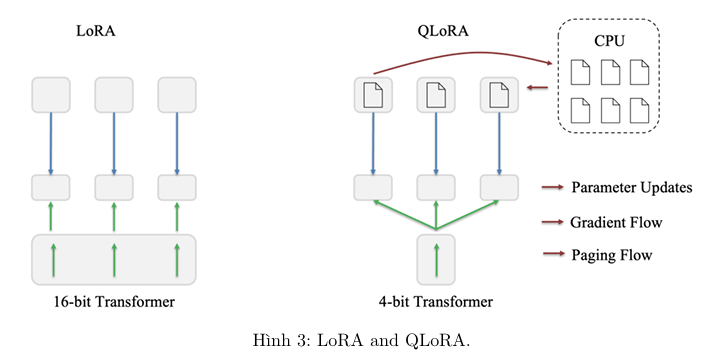 LoRA
QLoRA
CPU
Parameter Updates
Gradient Flow
Paging Flow
16-bit Transformer
4-bit Transformer
Hình 3: LoRA and QLoRA.